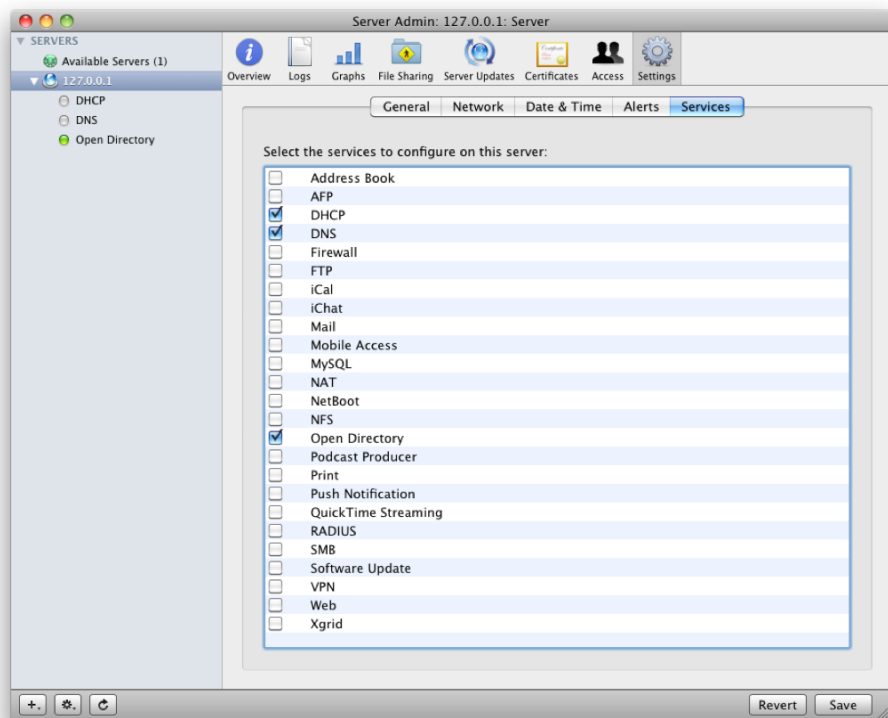 Server Admin: 127.0.0.1: Server
SERVERS
Available Servers (1)
127.0.0.1
DHCP
DNS
Open Directory
Overview
Logs
Graphs
File Sharing
Server Updates
Certificates
Access
Settings
General
Network
Date & Time
Alerts
Services
Select the services to configure on this server:
Address Book
AFP
DHCP
DNS
Firewall
FTP
iCal
iChat
Mail
Mobile Access
MySQL
NAT
NetBoot
NFS
Open Directory
Podcast Producer
Print
Push Notification
QuickTime Streaming
RADIUS
SMB
Software Update
VPN
Web
Xgrid
Revert
Save